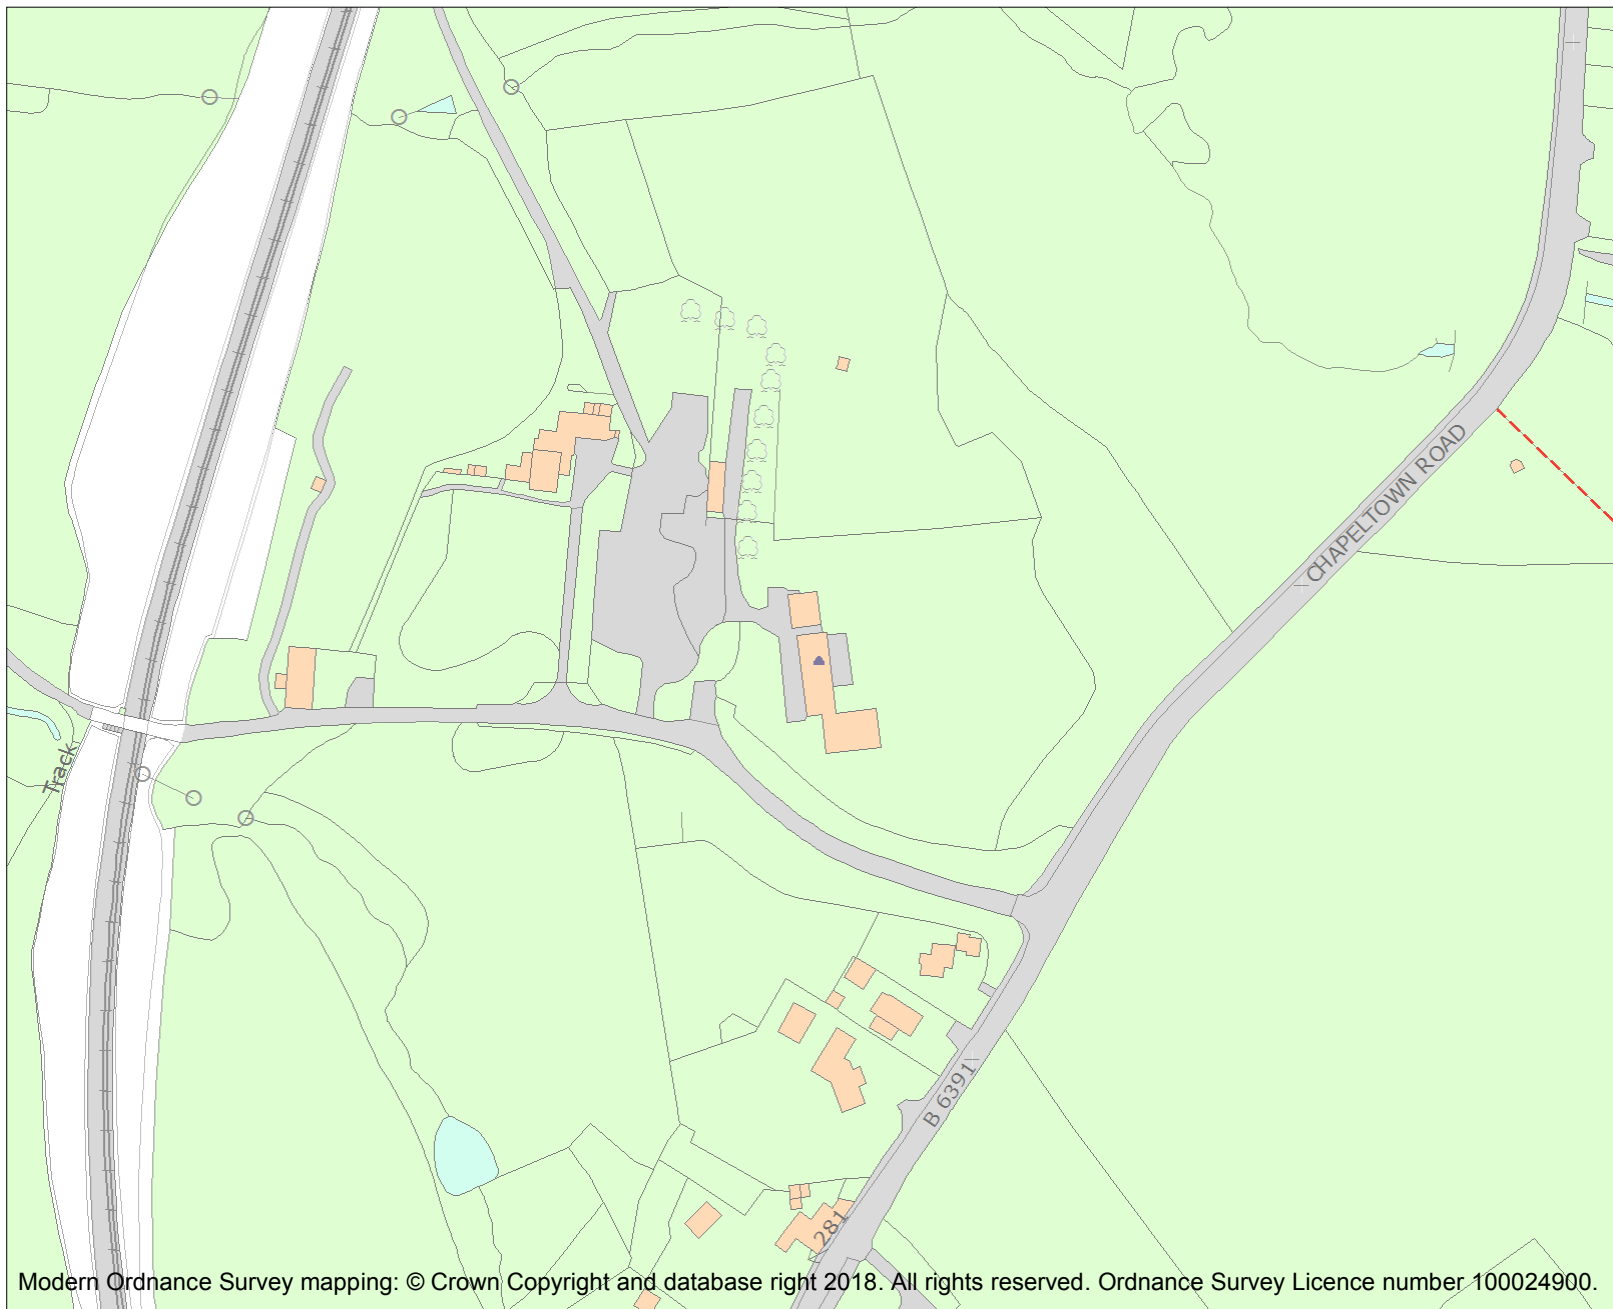 CHAPELTOWN ROAD
Track
B 6391
281
Modern Ordnance Survey mapping: © Crown Copyright and database right 2018. All rights reserved. Ordnance Survey Licence number 100024900.